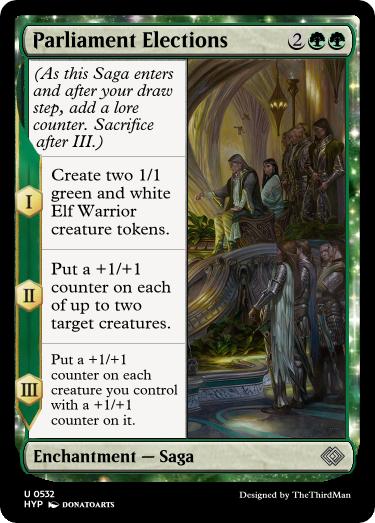 Parliament Elections 2
(As this Saga enters
and after your draw
step, add a lore
counter. Sacrifice
after III.)
I
Create two 1/1
green and white
Elf Warrior
creature tokens.
II
Put a +1/+1
counter on each
of up to two
target creatures.
III
Put a +1/+1
counter on each
creature you control
with a +1/+1
counter on it.
Enchantment — Saga
U 0532
HYP DONATOARTS
Designed by TheThirdMan